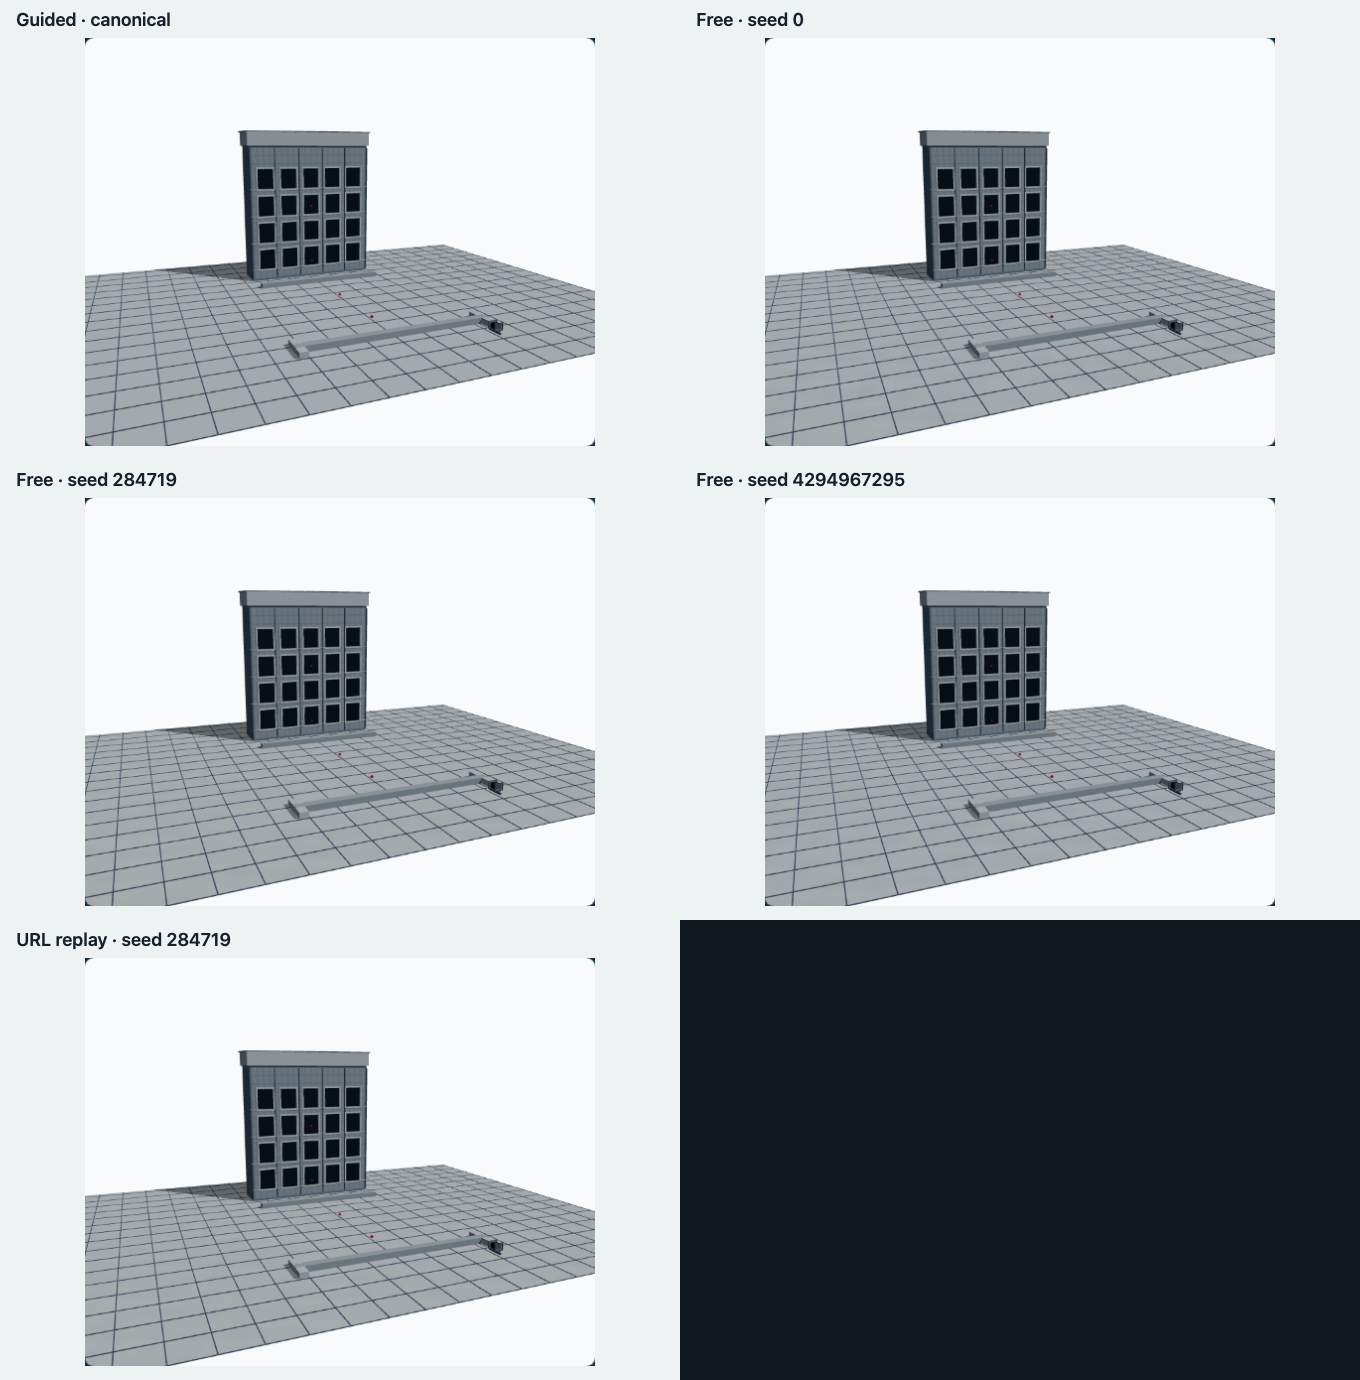 Guided · canonical
Free · seed 0
Free · seed 284719
Free · seed 4294967295
URL replay · seed 284719